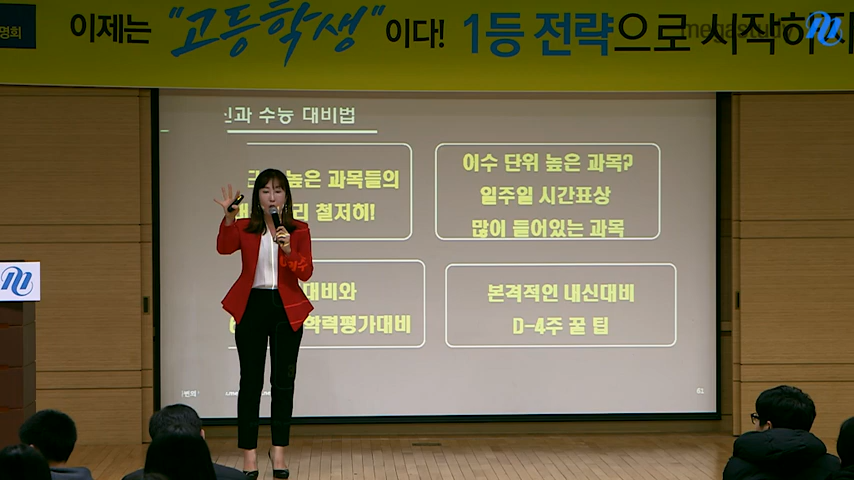 명회
이제는 "고등학생"이다! 1등 전략으로 시작하자
megastudy
과 수능 대비법
높은 과목들의
리 철저히!
이수 단위 높은 과목?
일주일 시간표상
많이 들어있는 과목
대비와
학력평가대비
본격적인 내신대비
D-4주 꿀 팁
61